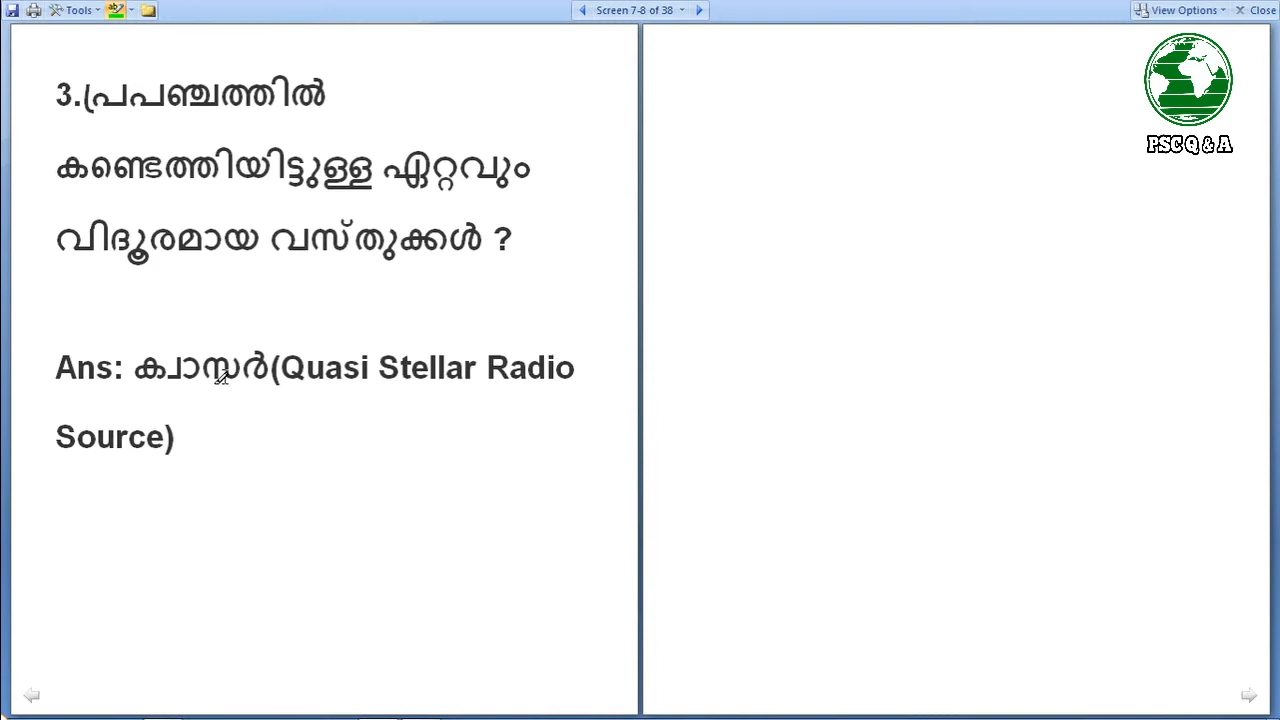 Tools
Screen 7-8 of 38
View Options
Close
3.പ്രപഞ്ചത്തിൽ
കണ്ടെത്തിയിട്ടുള്ള ഏറ്റവും
വിദൂരമായ വസ്തുക്കൾ ?
Ans: ക്വാസർ(Quasi Stellar Radio
Source)
PSC Q & A